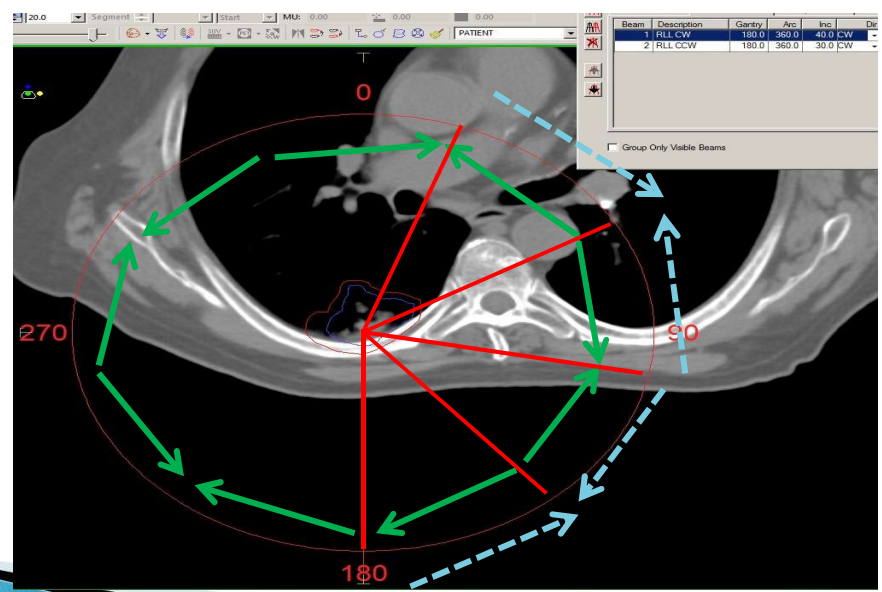 20.0 Segment Start MU: 0.00 0.00 0.00
SUV PATIENT
Beam Description Gantry Arc Inc Dir
1 RLL CW 180.0 360.0 40.0 CW
2 RLL CCW 180.0 360.0 30.0 CW
Group Only Visible Beams
0
270
90
180